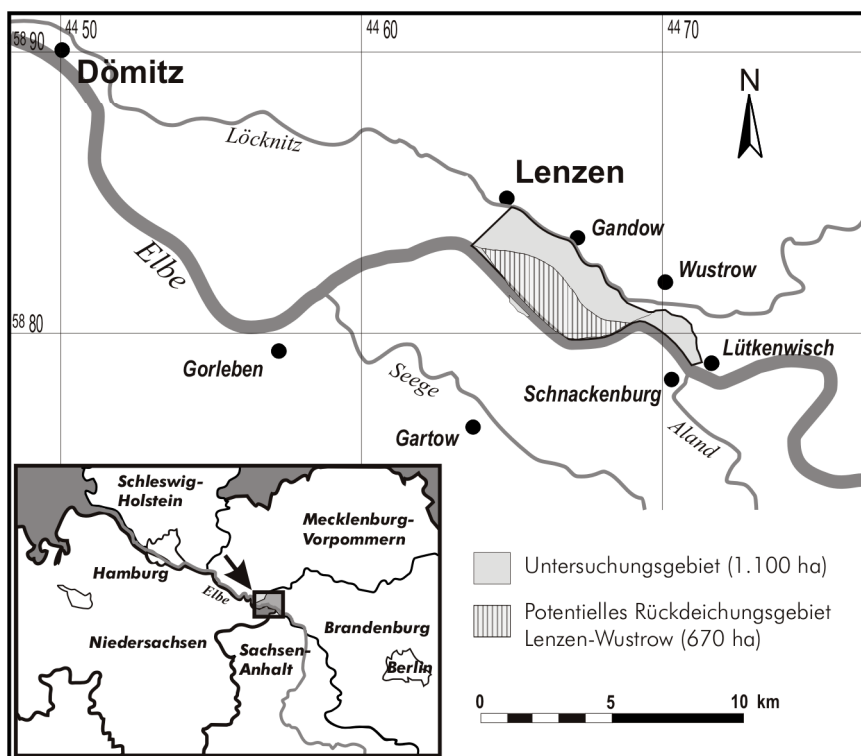 44 50
44 60
44 70
58 90
Dömitz
N
Löcknitz
Lenzen
Gandow
Elbe
Wustrow
58 80
Lütkenwisch
Gorleben
Seege
Schnackenburg
Gartow
Aland
Schleswig-
Holstein
Mecklenburg-
Vorpommern
Hamburg
Elbe
Brandenburg
Niedersachsen
Sachsen-
Anhalt
Berlin
Untersuchungsgebiet (1.100 ha)
Potentielles Rückdeichungsgebiet
Lenzen-Wustrow (670 ha)
0 5 10 km